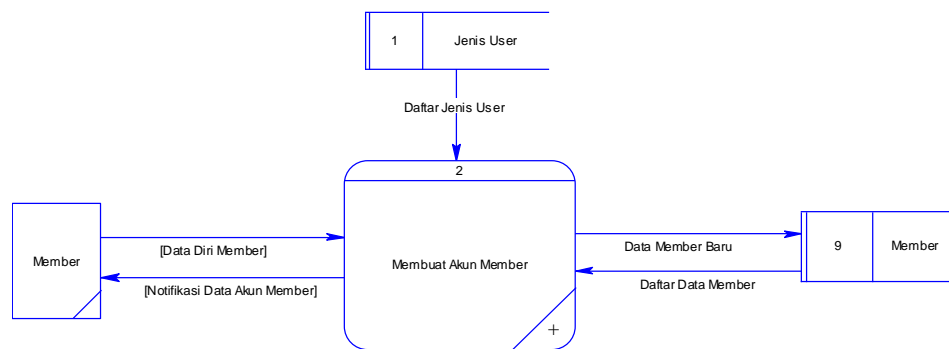 1
Jenis User
Daftar Jenis User
2
Member
[Data Diri Member]
[Notifikasi Data Akun Member]
Membuat Akun Member
+
Data Member Baru
Daftar Data Member
9
Member